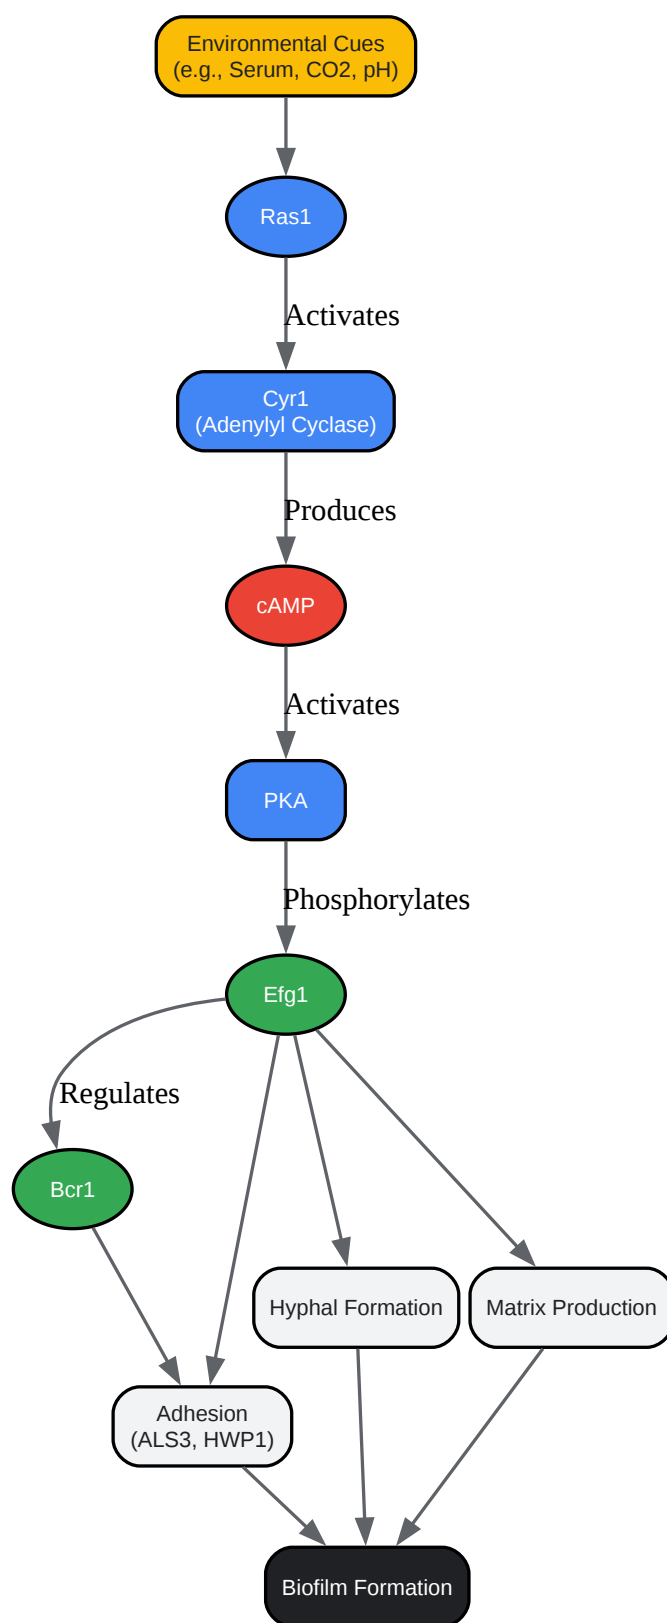 Environmental Cues
(e.g., Serum, CO2, pH)
Ras1
Activates
Cyr1
(Adenylyl Cyclase)
Produces
cAMP
Activates
PKA
Phosphorylates
Efg1
Regulates
Bcr1
Hyphal Formation
Matrix Production
Adhesion
(ALS3, HWP1)
Biofilm Formation